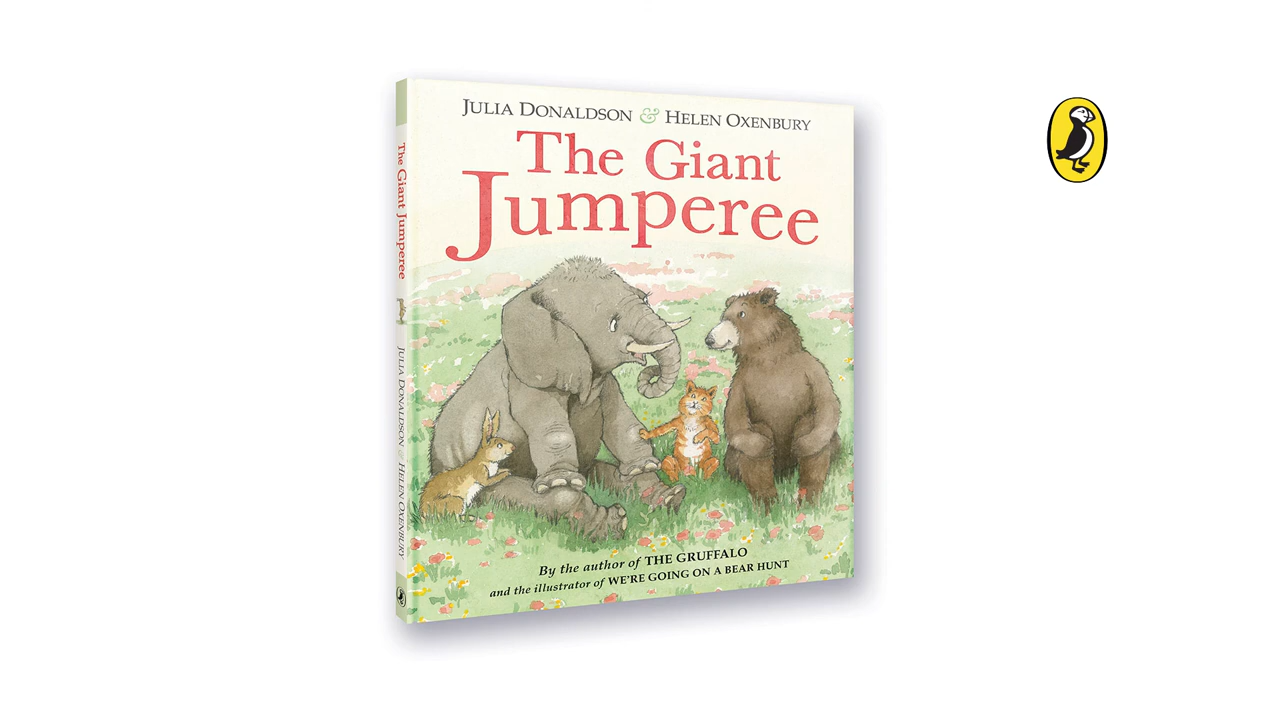 JULIA DONALDSON & HELEN OXENBURY
The Giant
Jumperee
By the author of THE GRUFFALO
and the illustrator of WE'RE GOING ON A BEAR HUNT
The Giant Jumperee
JULIA DONALDSON & HELEN OXENBURY